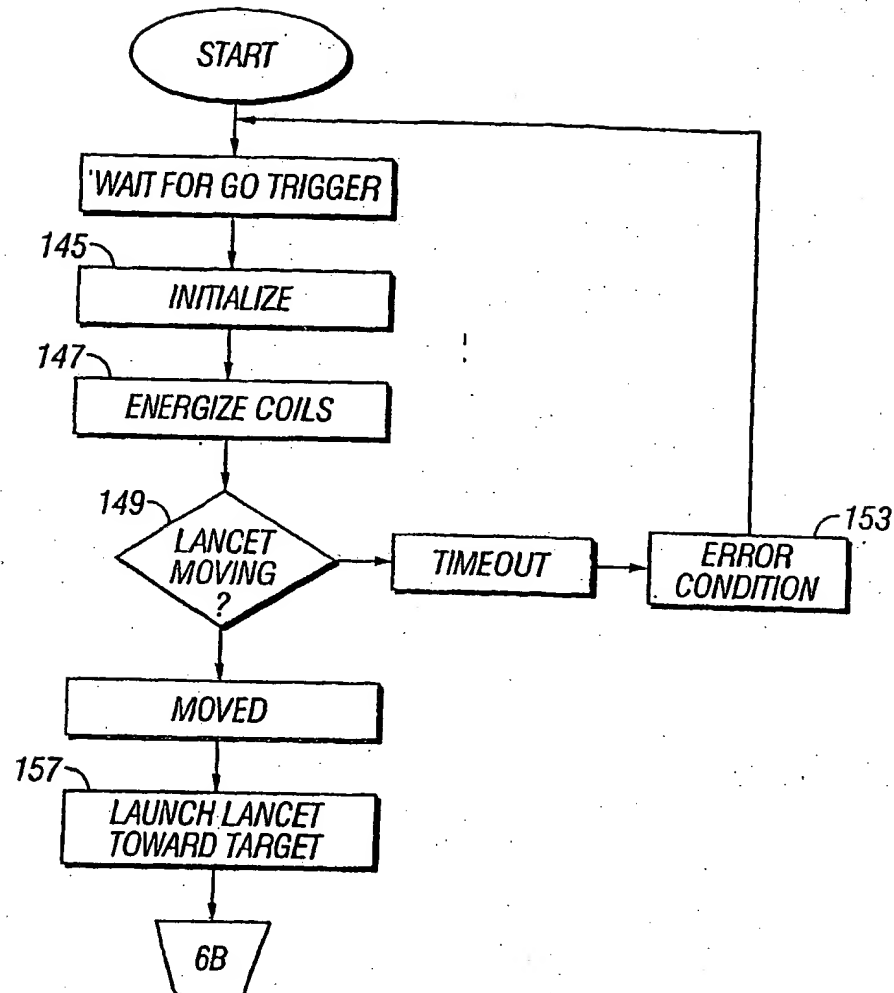 START
WAIT FOR GO TRIGGER
145
INITIALIZE
147
ENERGIZE COILS
149
LANCET
MOVING
?
TIMEOUT
ERROR
CONDITION
153
MOVED
157
LAUNCH LANCET
TOWARD TARGET
6B